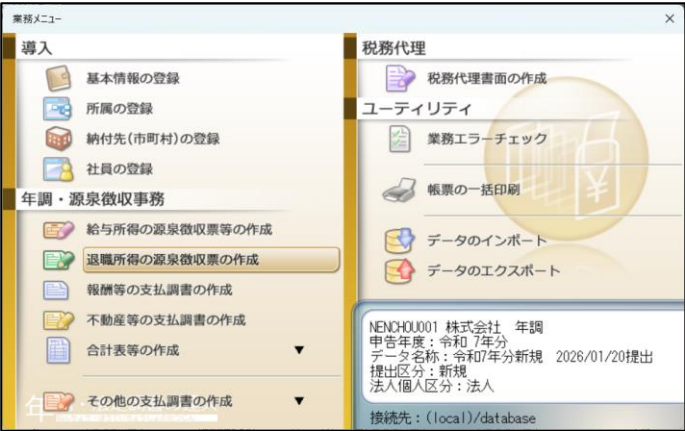 業務メニュー
導入
基本情報の登録
所属の登録
納付先(市町村)の登録
社員の登録
年調・源泉徴収事務
給与所得の源泉徴収票等の作成
退職所得の源泉徴収票の作成
報酬等の支払調書の作成
不動産等の支払調書の作成
合計表等の作成 ▼
その他の支払調書の作成 ▼
税務代理
税務代理書面の作成
ユーティリティ
業務エラーチェック
帳票の一括印刷
データのインポート
データのエクスポート
NENCHOU001 株式会社 年調
申告年度:令和 7年分
データ名称:令和7年分新規 2026/01/20提出
提出区分:新規
法人個人区分:法人
接続先:(local)/database